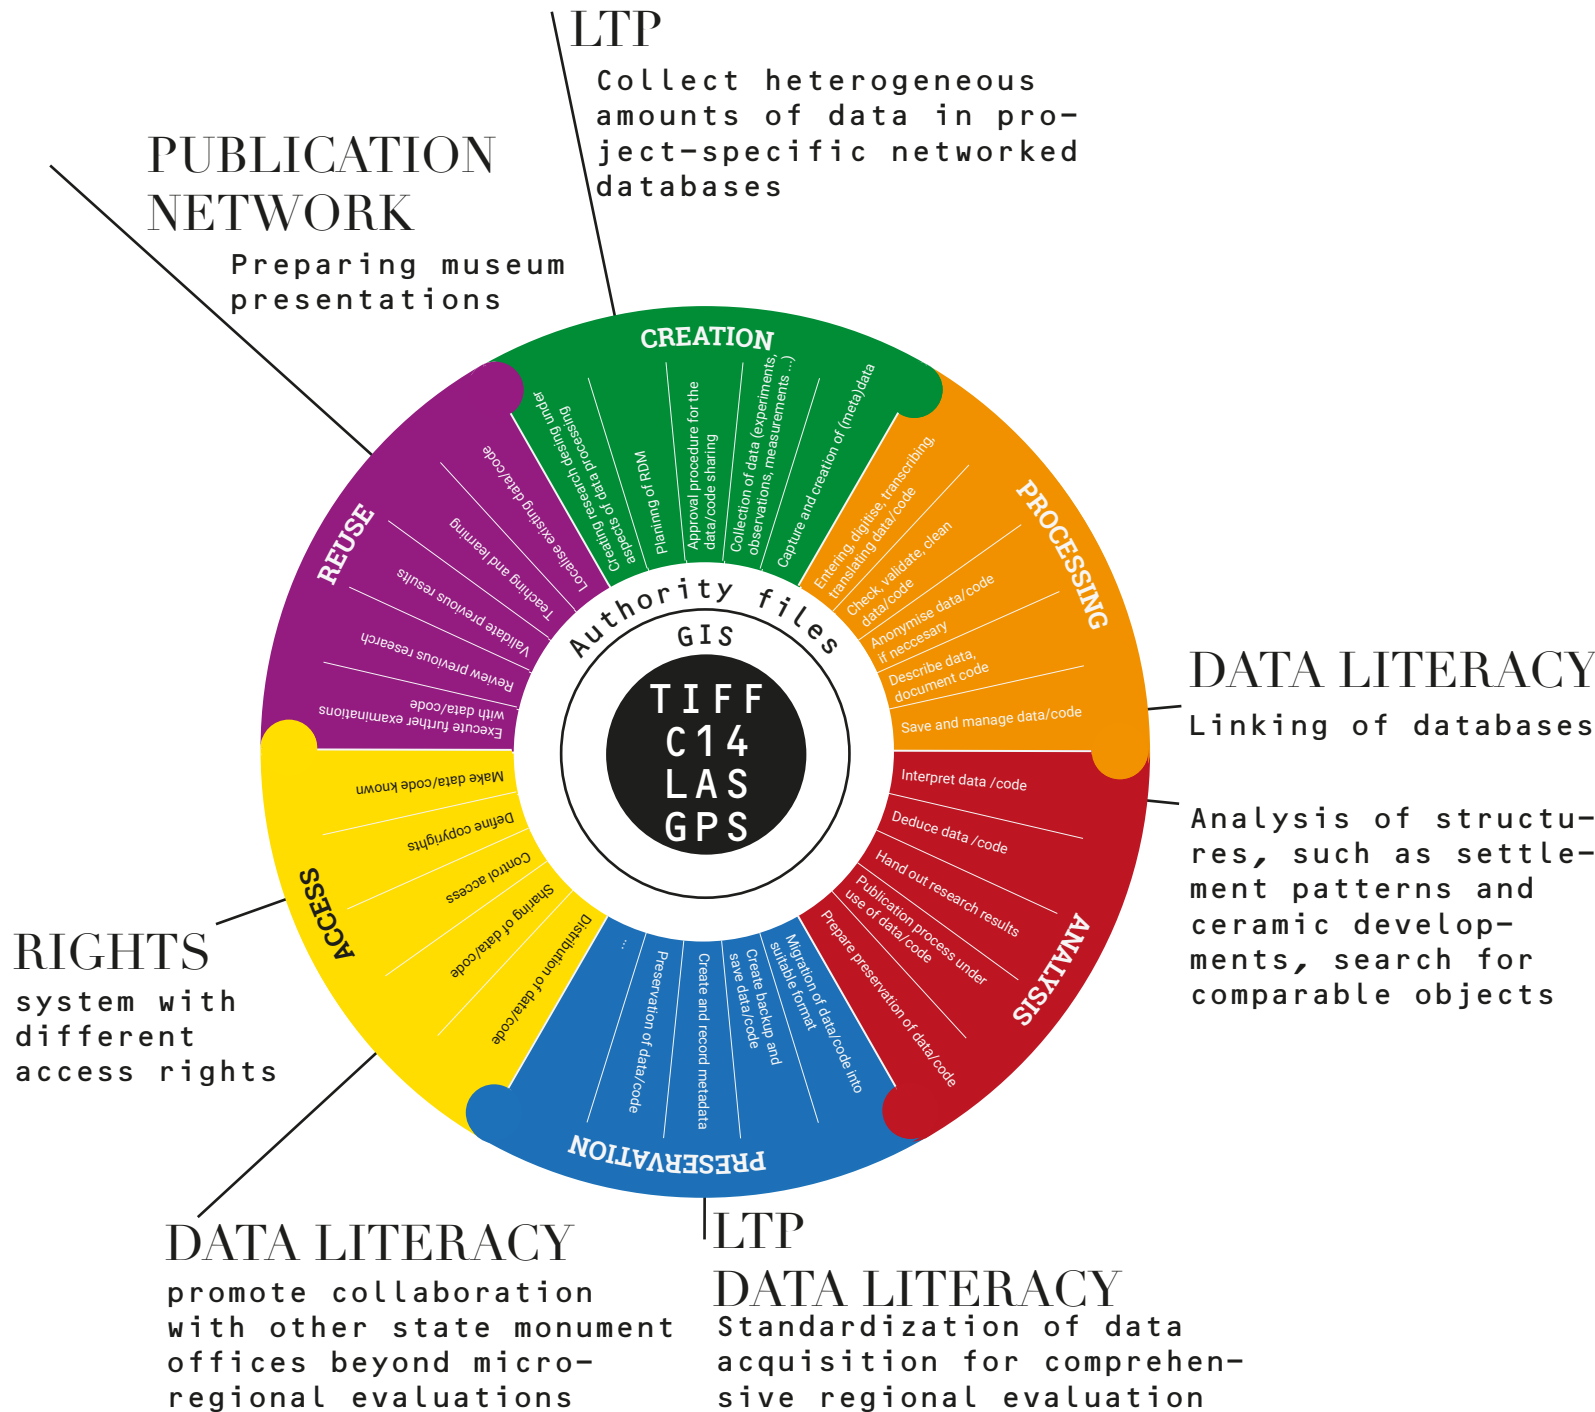 LTP
Collect heterogeneous
amounts of data in pro-
ject-specific networked
databases
PUBLICATION
NETWORK
Preparing museum
presentations
CREATION
Creating research desing under
aspects of data processing
Planinng of RDM
Approval procedure for the
data/code sharing
Collection of data (experiments,
observations, measurements ...)
Capture and creation of (meta)data
PROCESSING
Entering, digitise, transcribing,
translating data/code
Check, validate, clean
data/code
Anonymise data/code
if neccesary
Describe data,
document code
Save and manage data/code
DATA LITERACY
Linking of databases
Analysis of structu-
res, such as settle-
ment patterns and
ceramic develop-
ments, search for
comparable objects
ANALYSIS
Interpret data /code
Deduce data /code
Hand out research results
Publication process under
use of data/code
Prepare preservation of data/code
PRESERVATION
Migration of data/code into
suitable format
Create backup and
save data/code
Create and record metadata
Preservation of data/code
...
LTP
DATA LITERACY
Standardization of data
acquisition for comprehen-
sive regional evaluation
ACCESS
Distribution of data/code
Sharing of data/code
Control access
Define copyrights
Make data/code known
DATA LITERACY
promote collaboration
with other state monument
offices beyond micro-
regional evaluations
RIGHTS
system with
different
access rights
REUSE
Execute further examinations
with data/code
Review previous research
Validate previous results
Teaching and learning
Localise existing data/code
Authority files
GIS
TIFF
C14
LAS
GPS